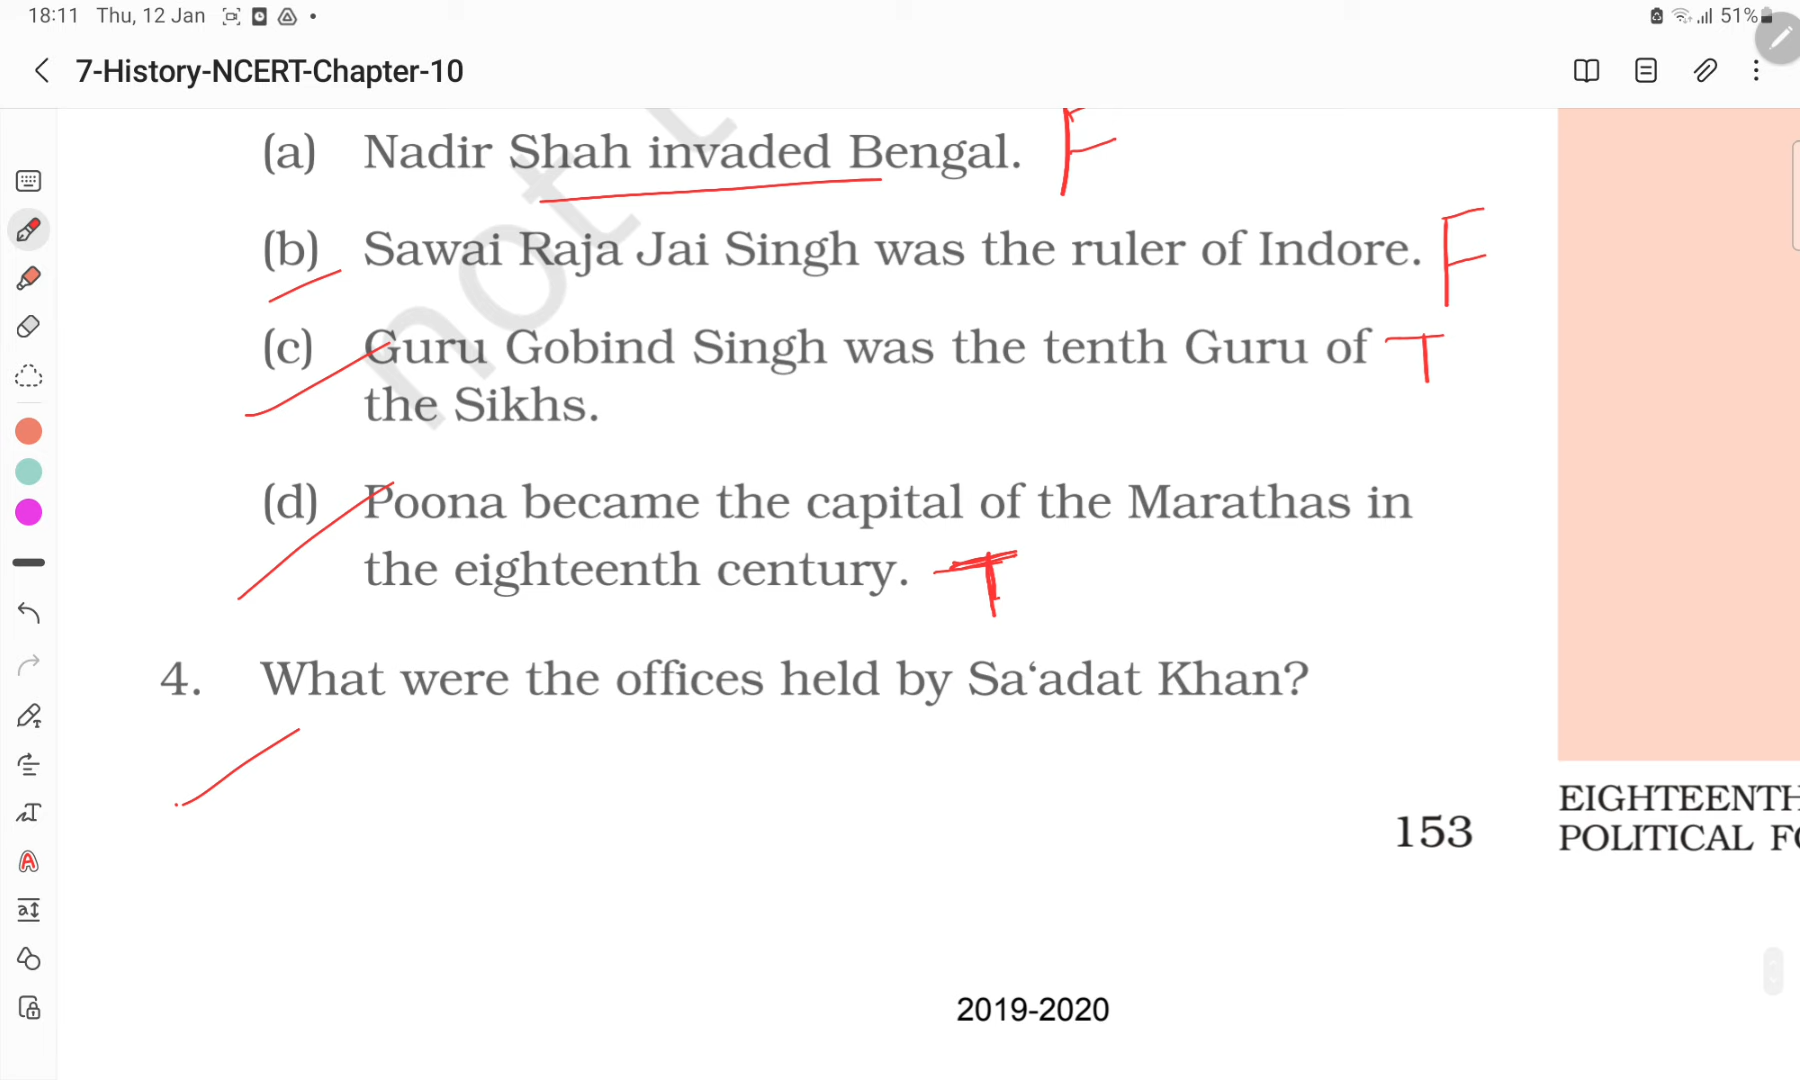 18:11 Thu, 12 Jan
51%
7-History-NCERT-Chapter-10
(a) Nadir Shah invaded Bengal. F
(b) Sawai Raja Jai Singh was the ruler of Indore. F
(c) Guru Gobind Singh was the tenth Guru of T
the Sikhs.
(d) Poona became the capital of the Marathas in
the eighteenth century. T
4. What were the offices held by Sa‘adat Khan?
153
EIGHTEENTH
POLITICAL
2019-2020
not